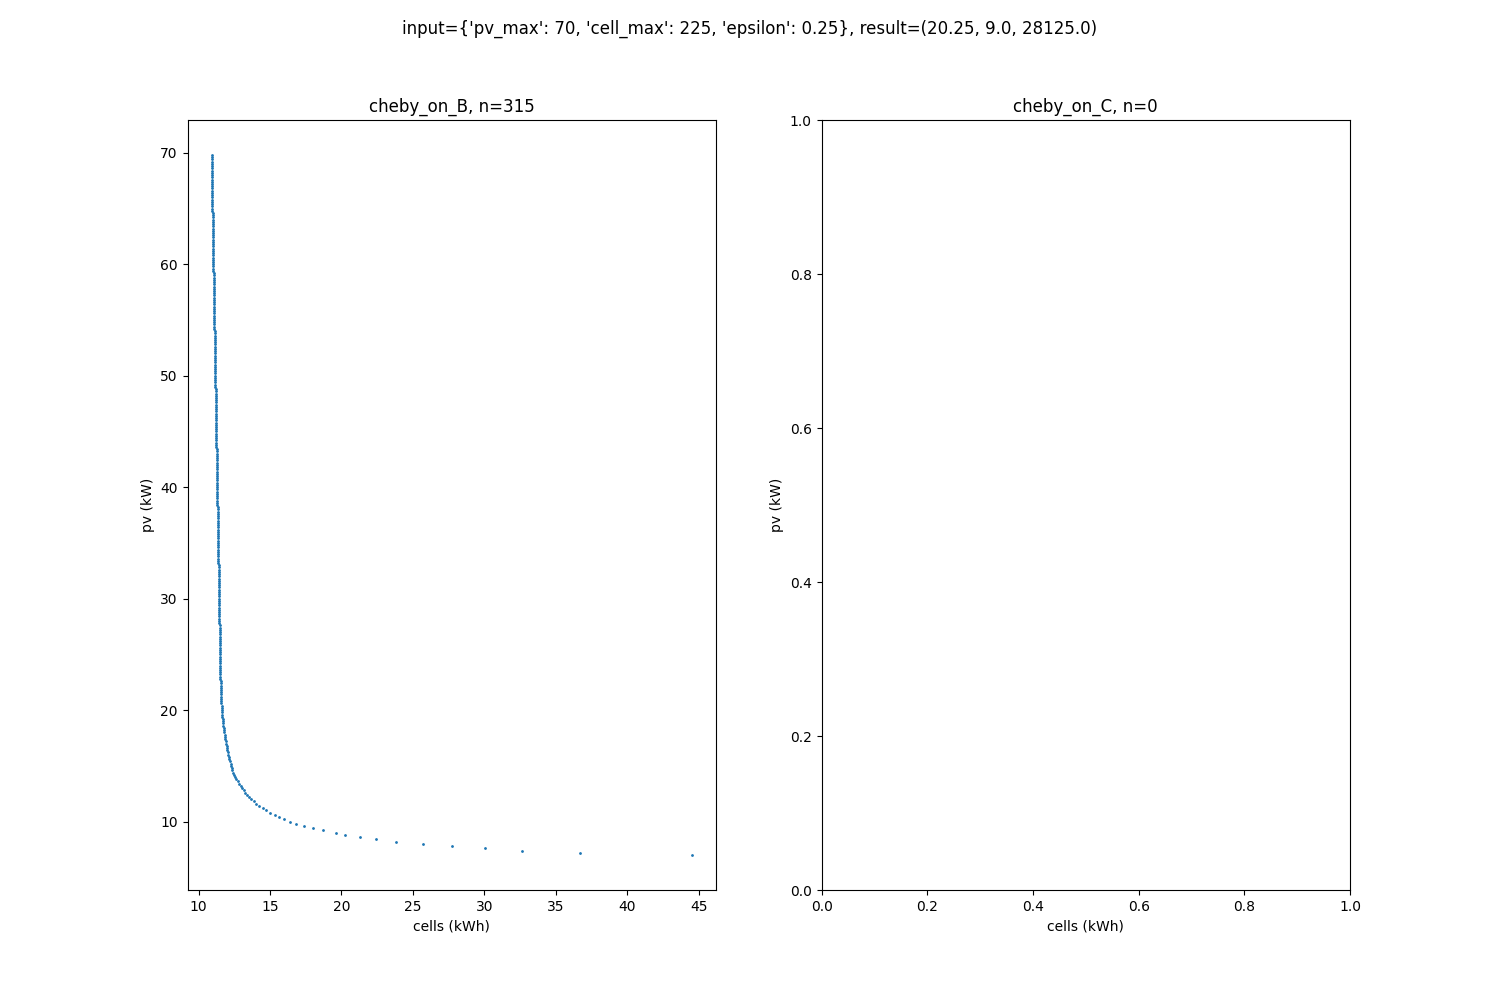 input={'pv_max': 70, 'cell_max': 225, 'epsilon': 0.25}, result=(20.25, 9.0, 28125.0)
cheby_on_B, n=315
70
60
50
40
30
20
10
pv (kW)
10 15 20 25 30 35 40 45
cells (kWh)
cheby_on_C, n=0
1.0
0.8
0.6
0.4
0.2
0.0
pv (kW)
0.0 0.2 0.4 0.6 0.8 1.0
cells (kWh)